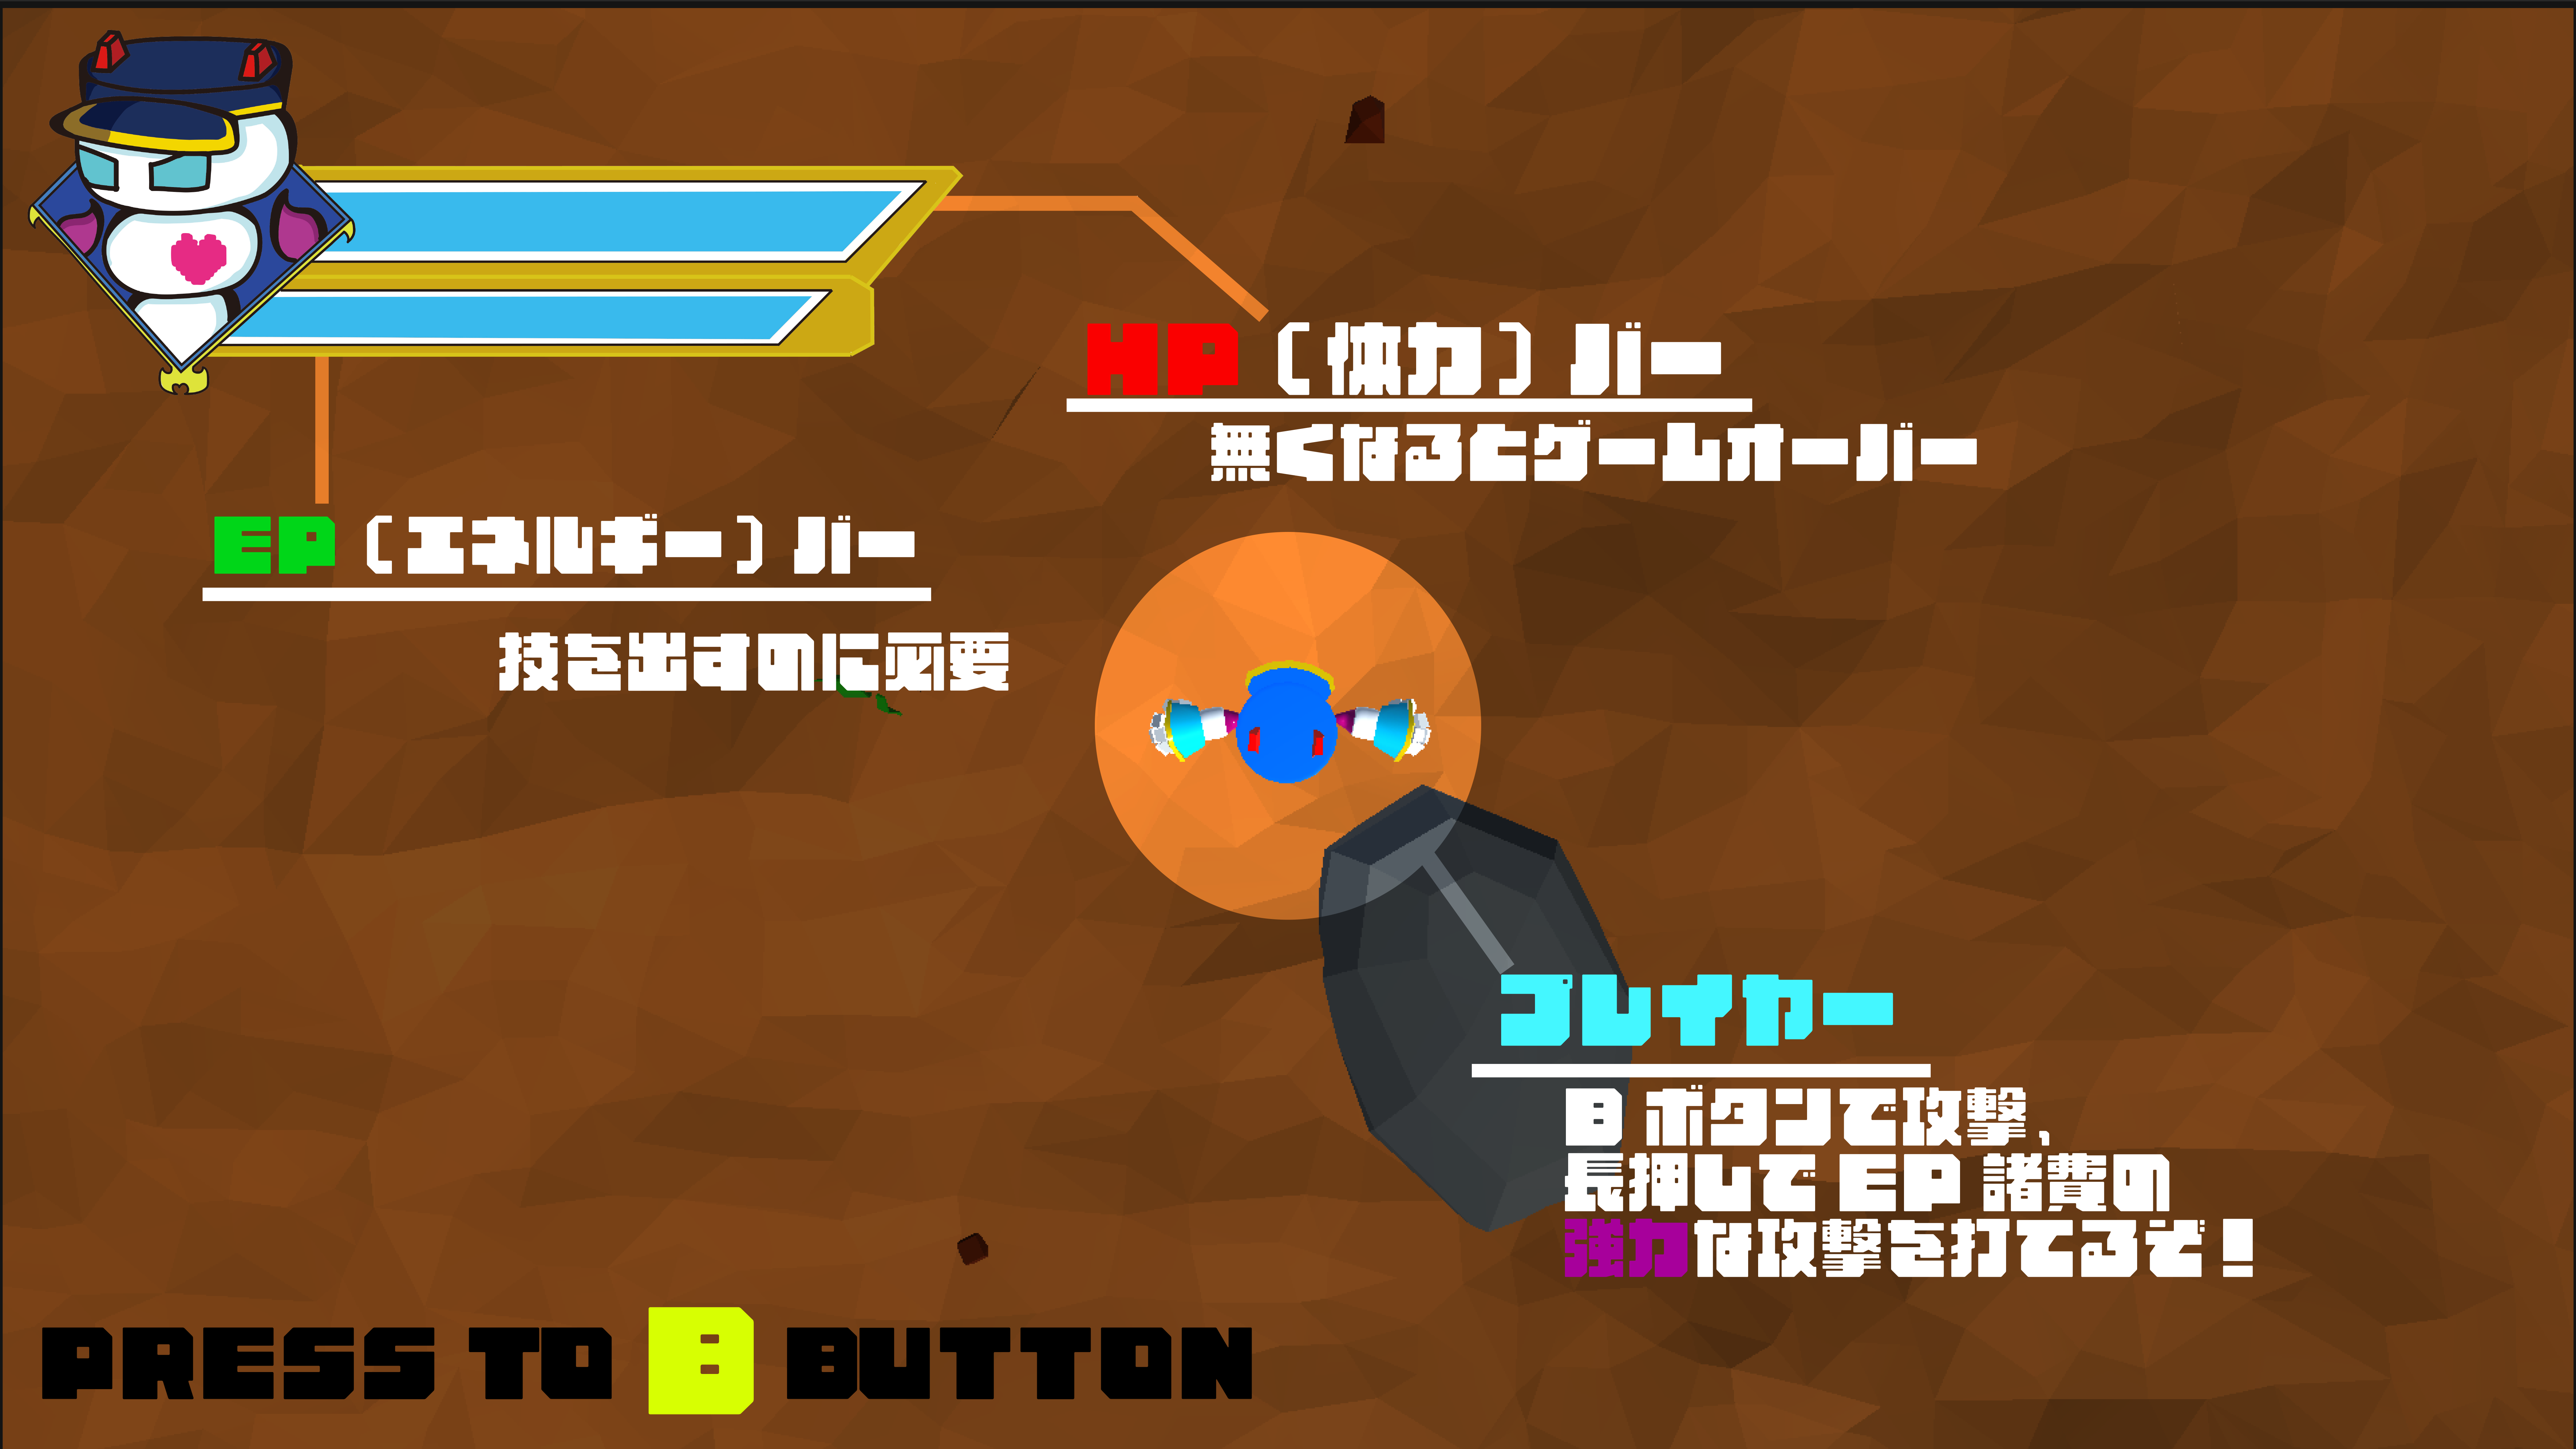 HP（体力）バー
無くなるとゲームオーバー
EP（エネルギー）バー
技を出すのに必要
プレイヤー
B ボタンで攻撃,
長押しで EP 諸費の
強力な攻撃を打てるぞ！
PRESS TO B BUTTON